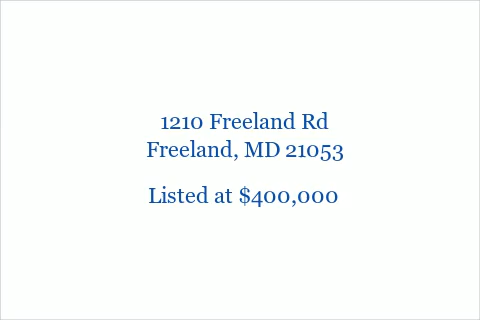 1210 Freeland Rd
Freeland, MD 21053
Listed at $400,000